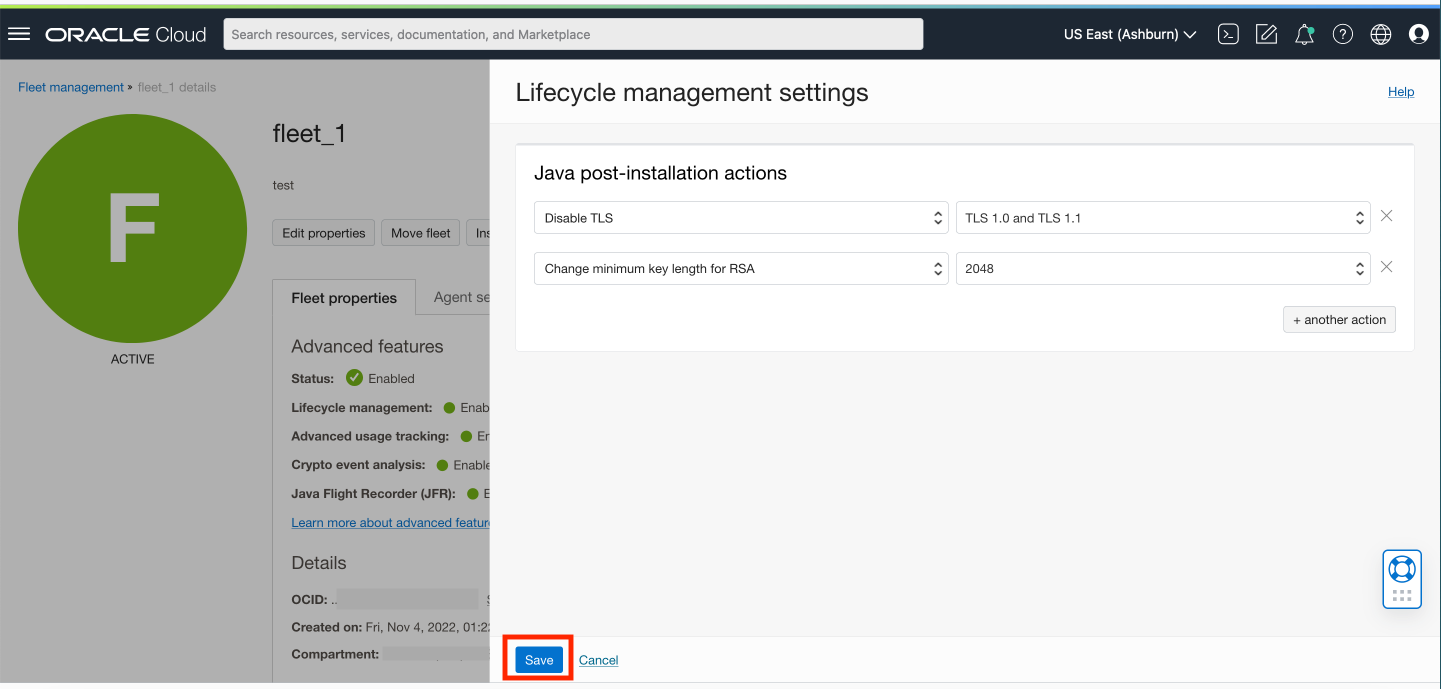 ORACLE Cloud
Search resources, services, documentation, and Marketplace
US East (Ashburn)
Fleet management » fleet_1 details
F
ACTIVE
fleet_1
test
Edit properties
Move fleet
Ins
Fleet properties
Agent se
Advanced features
Status: Enabled
Lifecycle management: Enab
Advanced usage tracking: En
Crypto event analysis: Enable
Java Flight Recorder (JFR): E
Learn more about advanced featur
Details
OCID: ..
Created on: Fri, Nov 4, 2022, 01:22
Compartment:
Lifecycle management settings
Help
Java post-installation actions
Disable TLS
TLS 1.0 and TLS 1.1
Change minimum key length for RSA
2048
+ another action
Save
Cancel